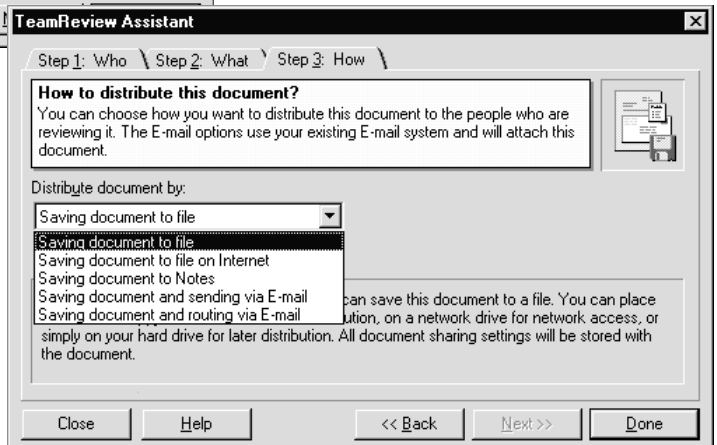 TeamReview Assistant
Step 1: Who
Step 2: What
Step 3: How
How to distribute this document?
You can choose how you want to distribute this document to the people who are
reviewing it. The E-mail options use your existing E-mail system and will attach this
document.
Distribute document by:
Saving document to file
Saving document to file
Saving document to file on Internet
Saving document to Notes
Saving document and sending via E-mail
Saving document and routing via E-mail
can save this document to a file. You can place
on a network drive for network access, or
simply on your hard drive for later distribution. All document sharing settings will be stored with
the document.
Close
Help
<< Back
Next >>
Done